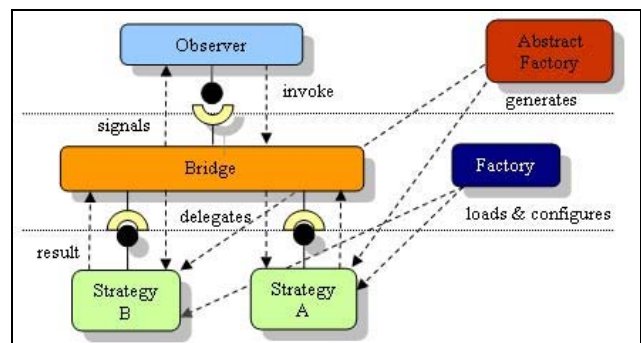 Observer
Abstract
Factory
invoke
generates
signals
Bridge
Factory
delegates
loads & configures
result
Strategy
B
Strategy
A